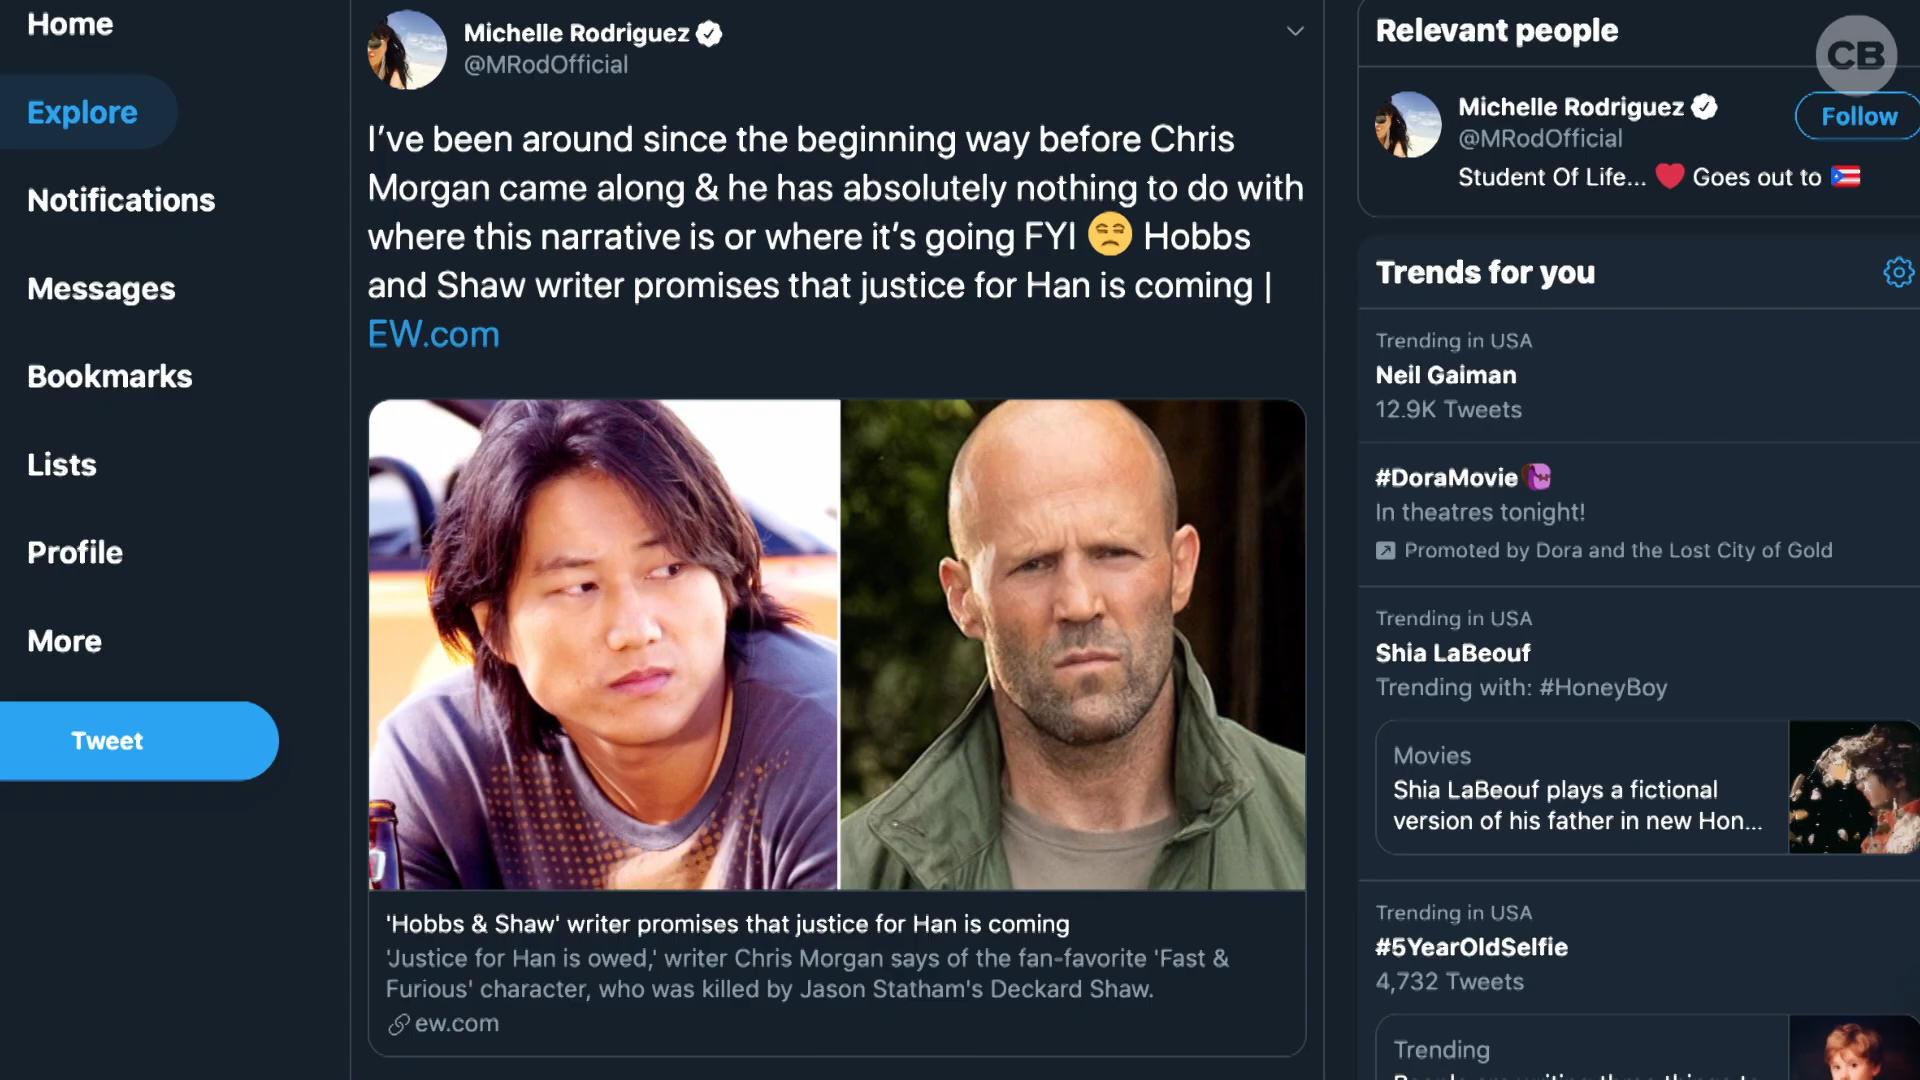 Home
Explore
Notifications
Messages
Bookmarks
Lists
Profile
More
Tweet
Michelle Rodriguez
@MRodOfficial
I've been around since the beginning way before Chris
Morgan came along & he has absolutely nothing to do with
where this narrative is or where it's going FYI 😒 Hobbs
and Shaw writer promises that justice for Han is coming |
EW.com
'Hobbs & Shaw' writer promises that justice for Han is coming
'Justice for Han is owed,' writer Chris Morgan says of the fan-favorite 'Fast &
Furious' character, who was killed by Jason Statham's Deckard Shaw.
ew.com
Relevant people
CB
Michelle Rodriguez
@MRodOfficial
Follow
Student Of Life... ❤️ Goes out to 🇵🇷
Trends for you
Trending in USA
Neil Gaiman
12.9K Tweets
#DoraMovie
In theatres tonight!
Promoted by Dora and the Lost City of Gold
Trending in USA
Shia LaBeouf
Trending with: #HoneyBoy
Movies
Shia LaBeouf plays a fictional
version of his father in new Hon...
Trending in USA
#5YearOldSelfie
4,732 Tweets
Trending